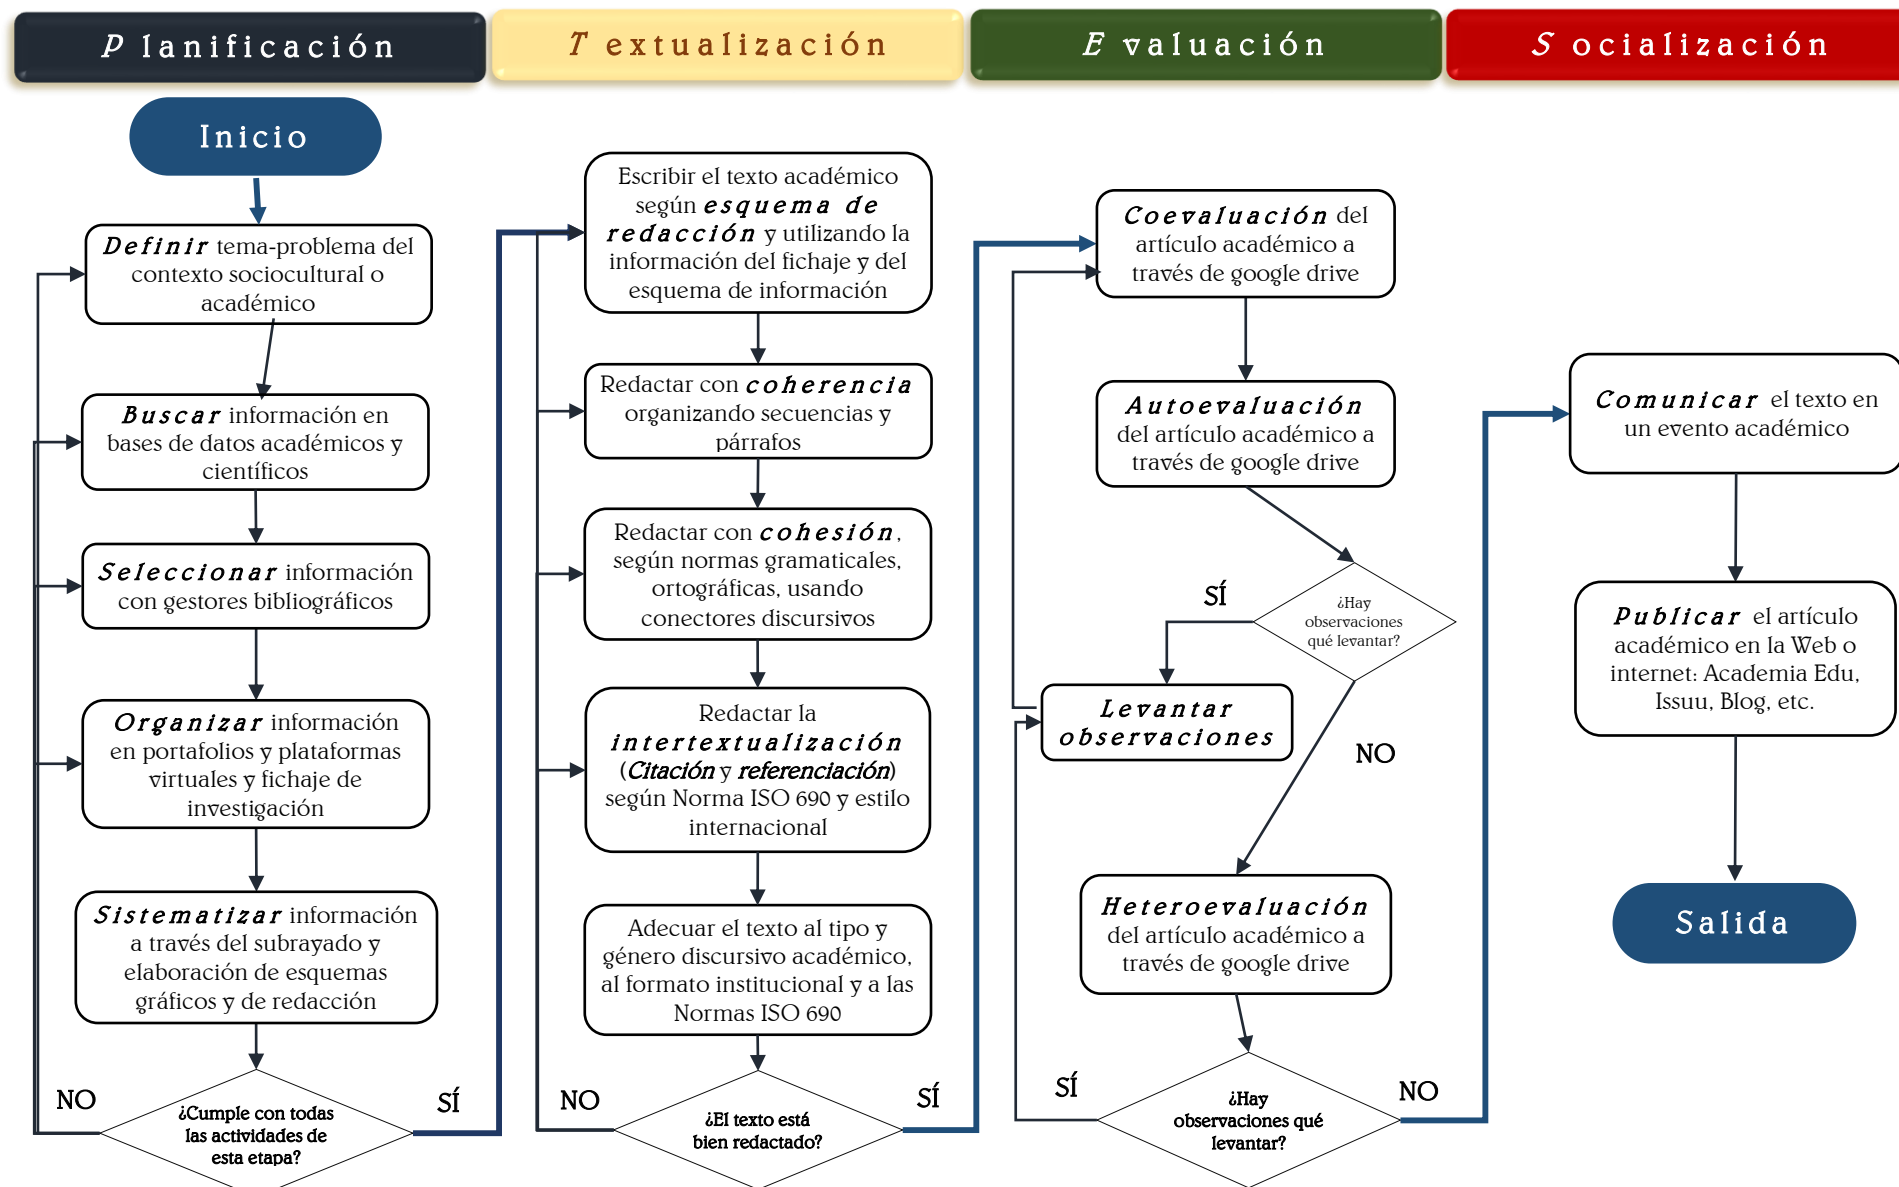 Planificación
Textualización
Evaluación
Socialización
Inicio
Definir tema-problema del
contexto sociocultural o
académico
Buscar información en
bases de datos académicos y
científicos
Seleccionar información
con gestores bibliográficos
Organizar información
en portafolios y plataformas
virtuales y fichaje de
investigación
Sistematizar información
a través del subrayado y
elaboración de esquemas
gráficos y de redacción
NO
SÍ
¿Cumple con todas
las actividades de
esta etapa?
Escribir el texto académico
según esquema de
redacción y utilizando la
información del fichaje y del
esquema de información
Redactar con coherencia
organizando secuencias y
párrafos
Redactar con cohesión,
según normas gramaticales,
ortográficas, usando
conectores discursivos
Redactar la
intertextualización
(Citación y referenciación)
según Norma ISO 690 y estilo
internacional
Adecuar el texto al tipo y
género discursivo académico,
al formato institucional y a las
Normas ISO 690
NO
SÍ
¿El texto está
bien redactado?
Coevaluación del
artículo académico a
través de google drive
Autoevaluación
del artículo académico a
través de google drive
SÍ
¿Hay
observaciones
qué levantar?
Levantar
observaciones
NO
Heteroevaluación
del artículo académico a
través de google drive
SÍ
NO
¿Hay
observaciones qué
levantar?
Comunicar el texto en
un evento académico
Publicar el artículo
académico en la Web o
internet: Academia Edu,
Issuu, Blog, etc.
Salida